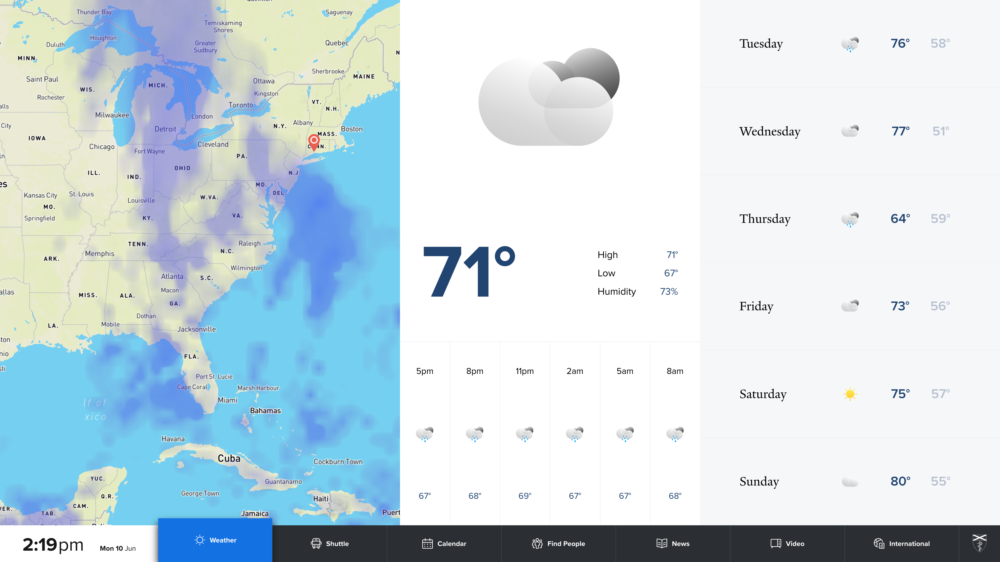 Quevillon
Thunder Bay
Saguenay
Temiskaming
Shores
Houghton
Greater
Sudbury
Duluth
Quebec
MINN.
Sherbrooke
MAINE
Saint Paul
Ottawa
MICH.
WIS.
Kingston
Rochester
VT.
Toronto
N.H.
alls
Milwaukee
London
Albany
City
N.Y.
Detroit
Boston
MASS.
IOWA
Cleveland
Chicago
CONN.
Fort Wayne
PA.
ln
OHIO
ILL.
N.J.
IND.
es
MD.
DEL.
Kansas City
St. Louis
W.VA.
Louisville
MO.
VA.
Springfield
KY.
TENN.
Raleigh
N.C.
Memphis
ARK.
Wilmington
Atlanta
S.C.
Macon
allas
MISS.
ALA.
GA.
Dothan
Mobile
LA.
Jacksonville
ton
nio
FLA.
sti
Port St. Lucie
Cape Coral
Marsh Harbour
Miami
lf of
xico
Bahamas
Havana
Cuba
Cockburn Town
YUC.
Guantanamo
George Town
Q.R.
Haiti
CAM.
VER.
TAB.
Jamaica
Puert
71°
High 71°
Low 67°
Humidity 73%
5pm 8pm 11pm 2am 5am 8am
67° 68° 69° 67° 67° 68°
Tuesday 76° 58°
Wednesday 77° 51°
Thursday 64° 59°
Friday 73° 56°
Saturday 75° 57°
Sunday 80° 55°
2:19pm Mon 10 Jun
Weather
Shuttle
Calendar
Find People
News
Video
International